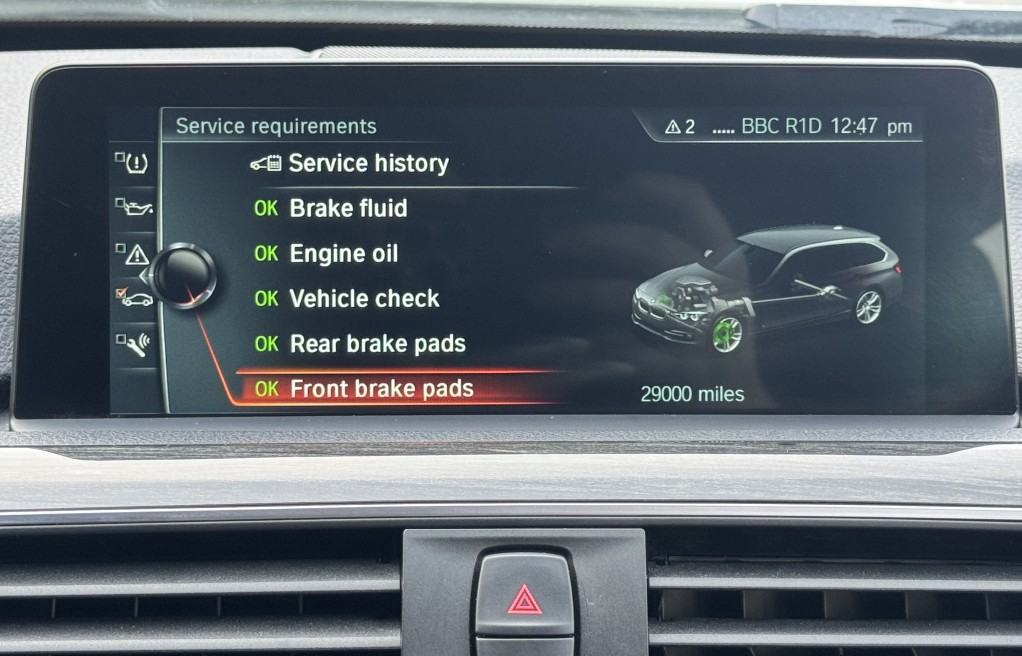 Service requirements
2 ..... BBC R1D 12:47 pm
Service history
OK Brake fluid
OK Engine oil
OK Vehicle check
OK Rear brake pads
OK Front brake pads
29000 miles